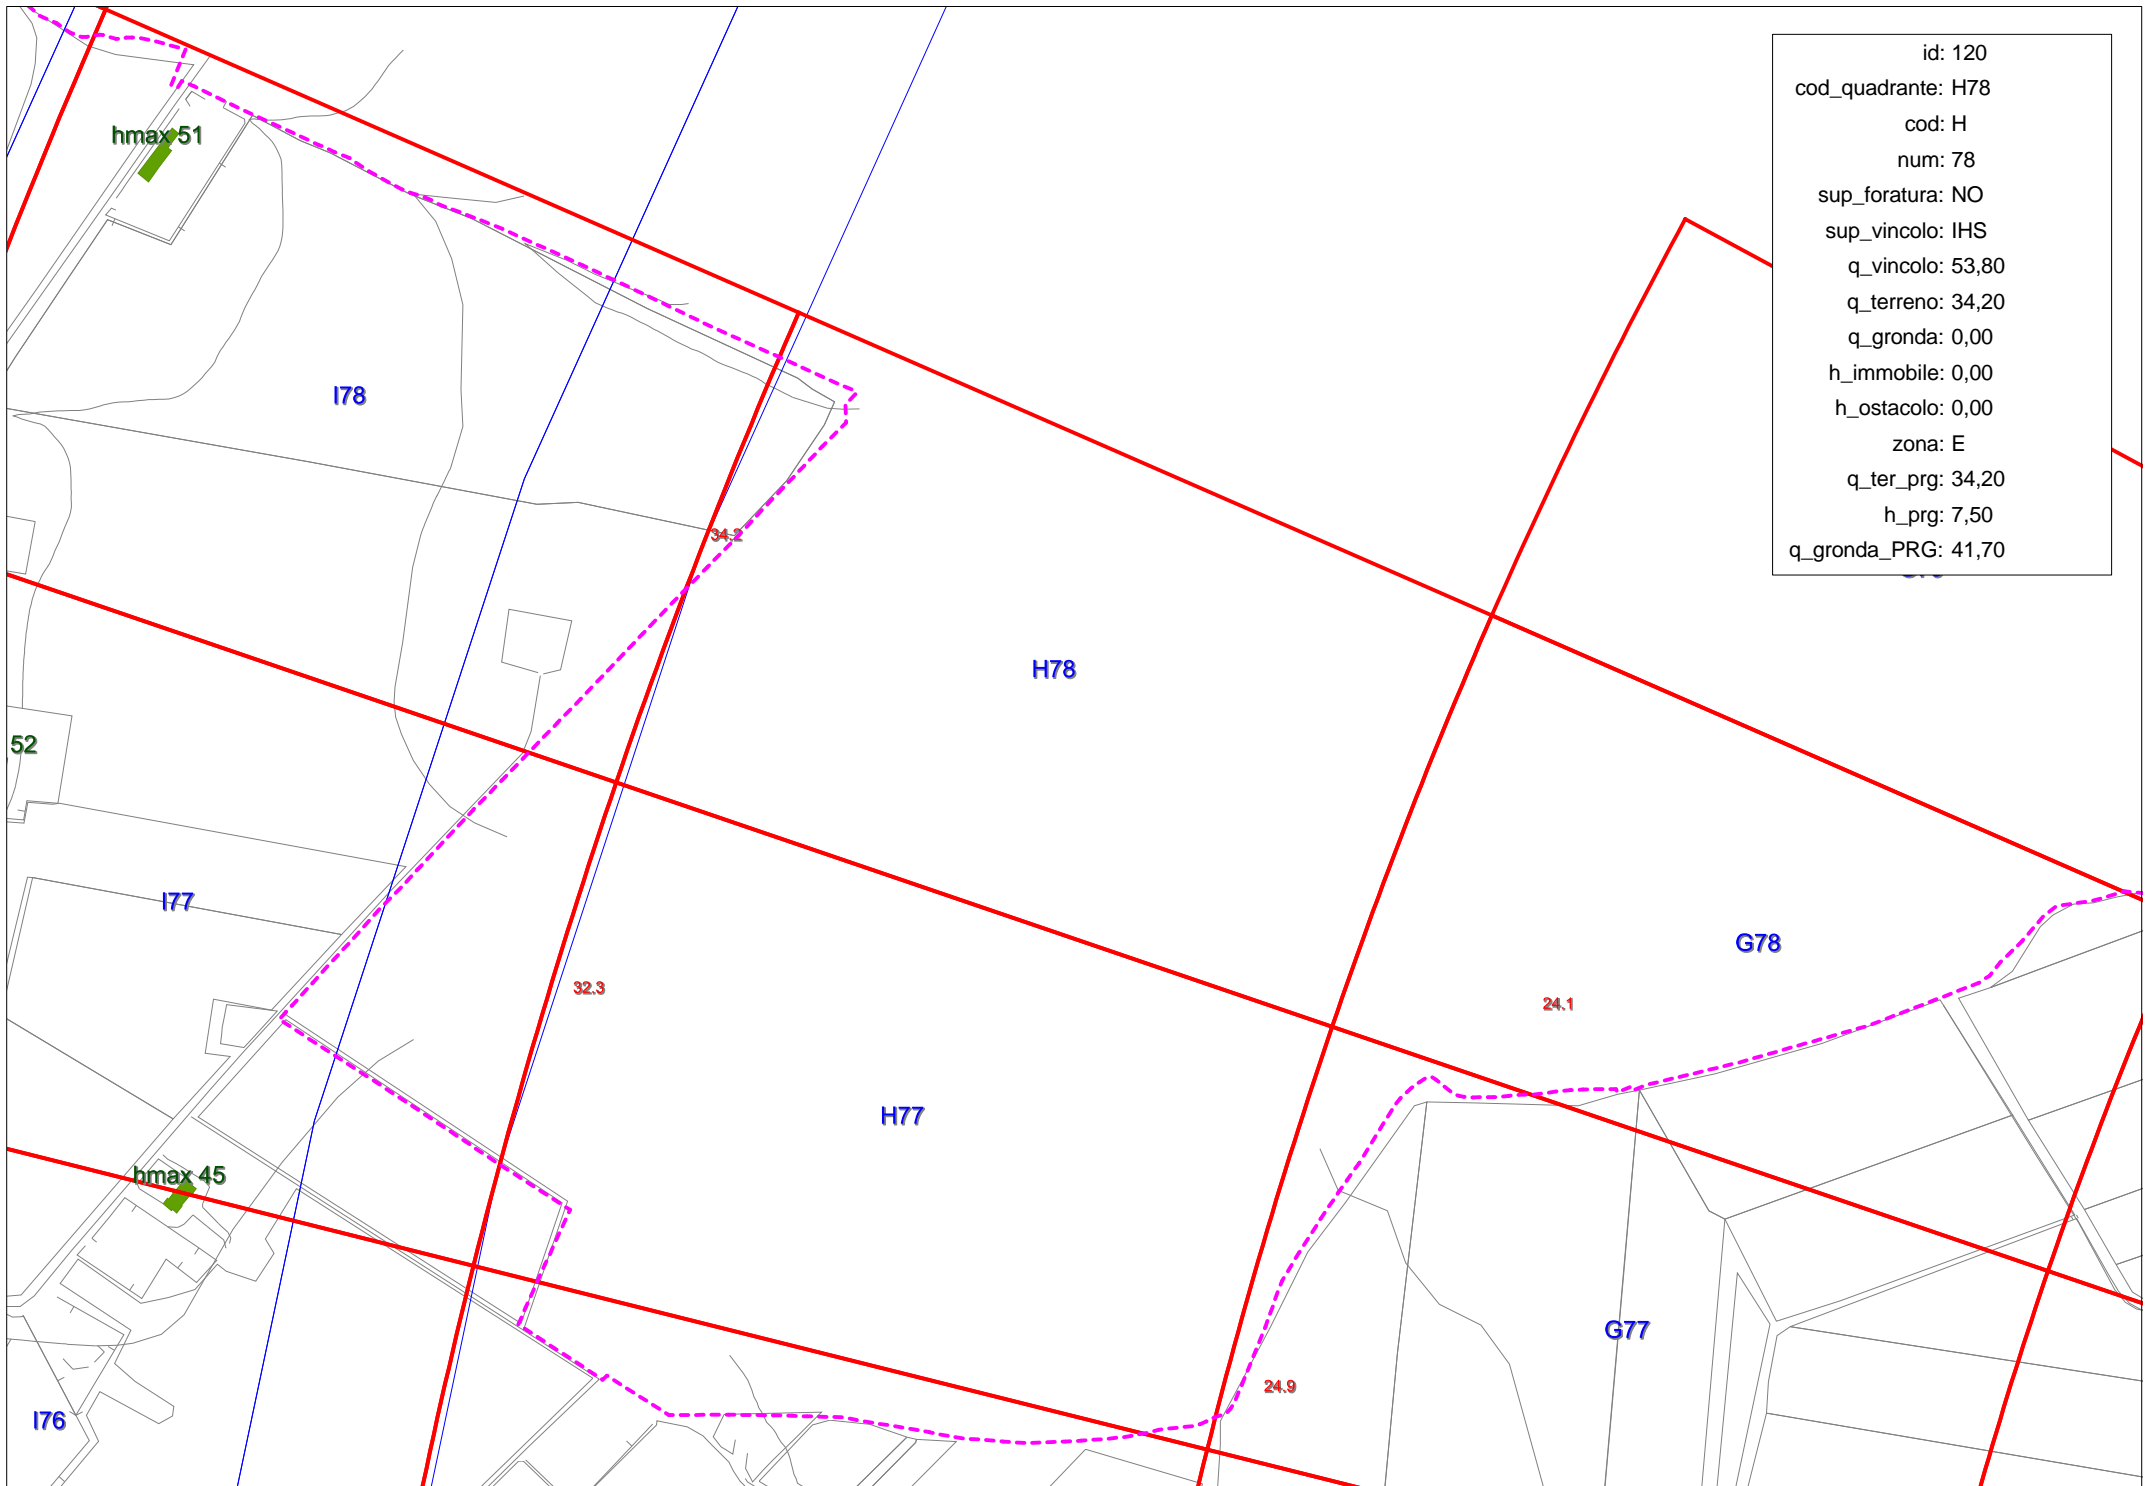 id: 120
cod_quadrante: H78
cod: H
num: 78
sup_foratura: NO
sup_vincolo: IHS
q_vincolo: 53,80
q_terreno: 34,20
q_gronda: 0,00
h_immobile: 0,00
h_ostacolo: 0,00
zona: E
q_ter_prg: 34,20
h_prg: 7,50
q_gronda_PRG: 41,70
hmax 51
I78
34.2
H78
52
I77
G78
32.3
24.1
H77
hmax 45
G77
24.9
I76